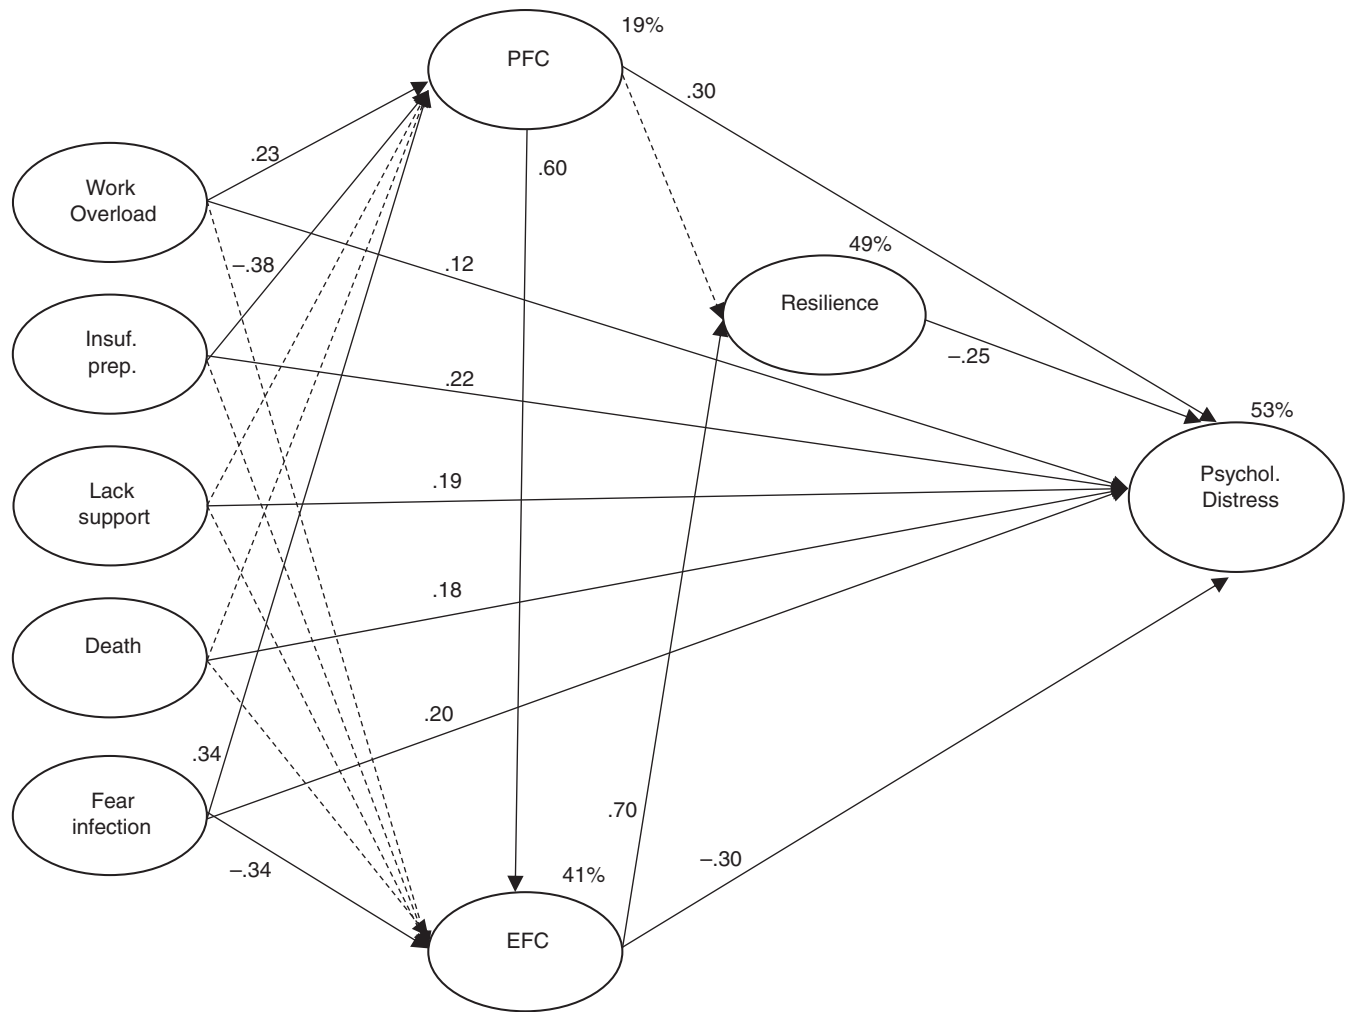 19%
PFC
.30
.23
.60
Work
Overload
49%
–.38
.12
Resilience
Insuf.
prep.
–.25
.22
53%
Psychol.
Distress
Lack
support
.19
.18
Death
.20
.34
Fear
infection
.70
–.34
41%
–.30
EFC